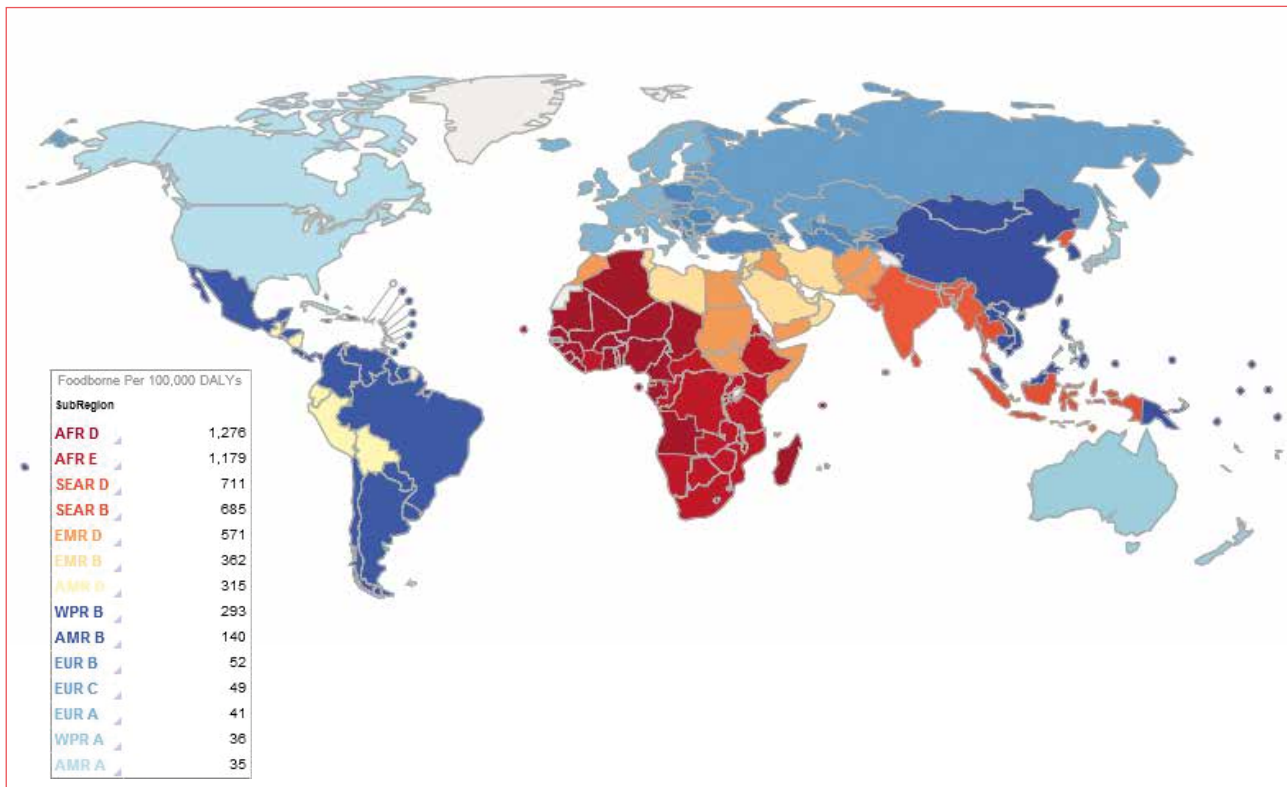 Foodborne Per 100,000 DALYs
SubRegion
AFR D 1,276
AFR E 1,179
SEAR D 711
SEAR B 685
EMR D 571
EMR B 362
AMR D 315
WPR B 293
AMR B 140
EUR B 52
EUR C 49
EUR A 41
WPR A 36
AMR A 35